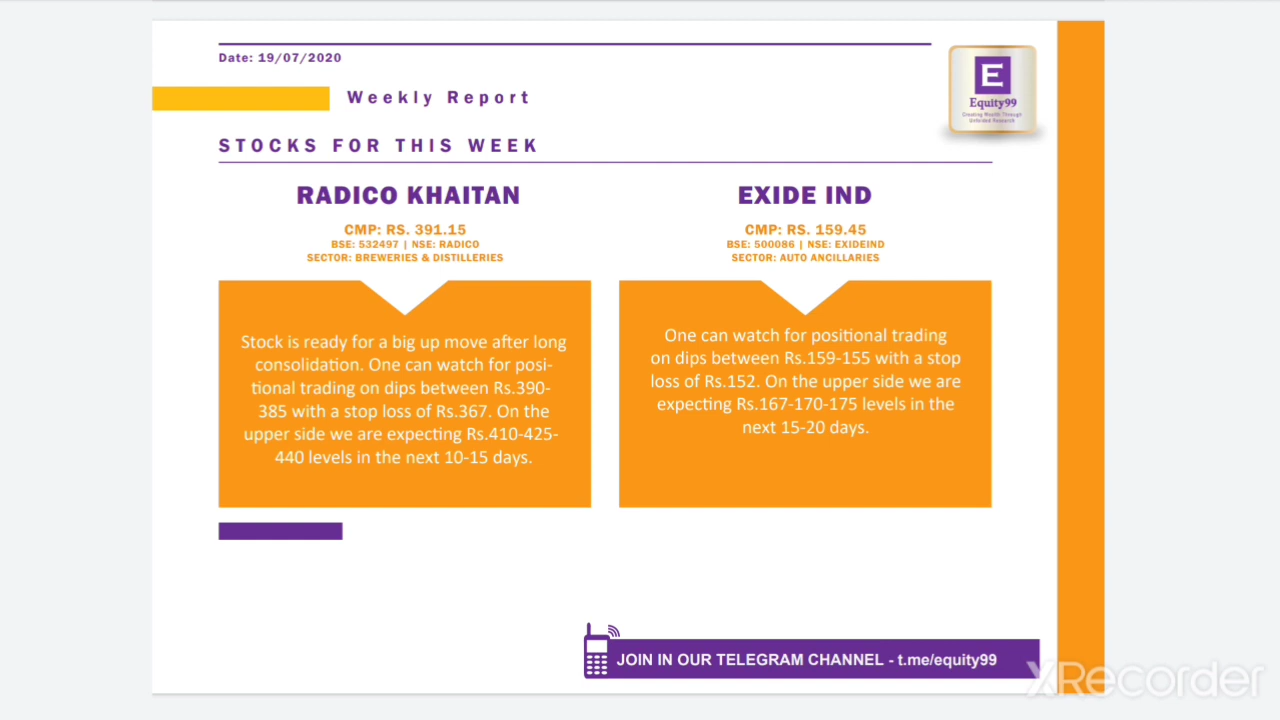 Date: 19/07/2020
Weekly Report
E
Equity99
Creating Wealth Through
Unfolded Research
STOCKS FOR THIS WEEK
RADICO KHAITAN
CMP: RS. 391.15
BSE: 532497 | NSE: RADICO
SECTOR: BREWERIES & DISTILLERIES
Stock is ready for a big up move after long
consolidation. One can watch for posi-
tional trading on dips between Rs.390-
385 with a stop loss of Rs.367. On the
upper side we are expecting Rs.410-425-
440 levels in the next 10-15 days.
EXIDE IND
CMP: RS. 159.45
BSE: 500086 | NSE: EXIDEIND
SECTOR: AUTO ANCILLARIES
One can watch for positional trading
on dips between Rs.159-155 with a stop
loss of Rs.152. On the upper side we are
expecting Rs.167-170-175 levels in the
next 15-20 days.
JOIN IN OUR TELEGRAM CHANNEL - t.me/equity99
XRecorder